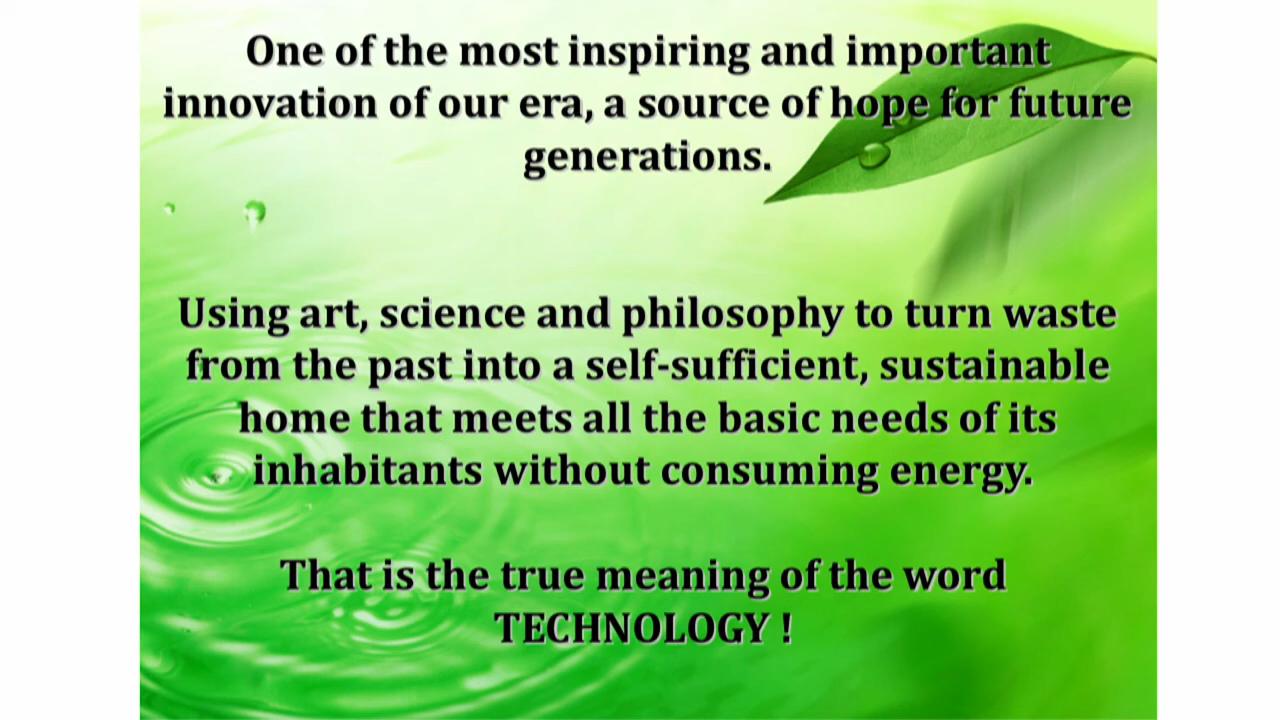 One of the most inspiring and important
innovation of our era, a source of hope for future
generations.
Using art, science and philosophy to turn waste
from the past into a self-sufficient, sustainable
home that meets all the basic needs of its
inhabitants without consuming energy.
That is the true meaning of the word
TECHNOLOGY !